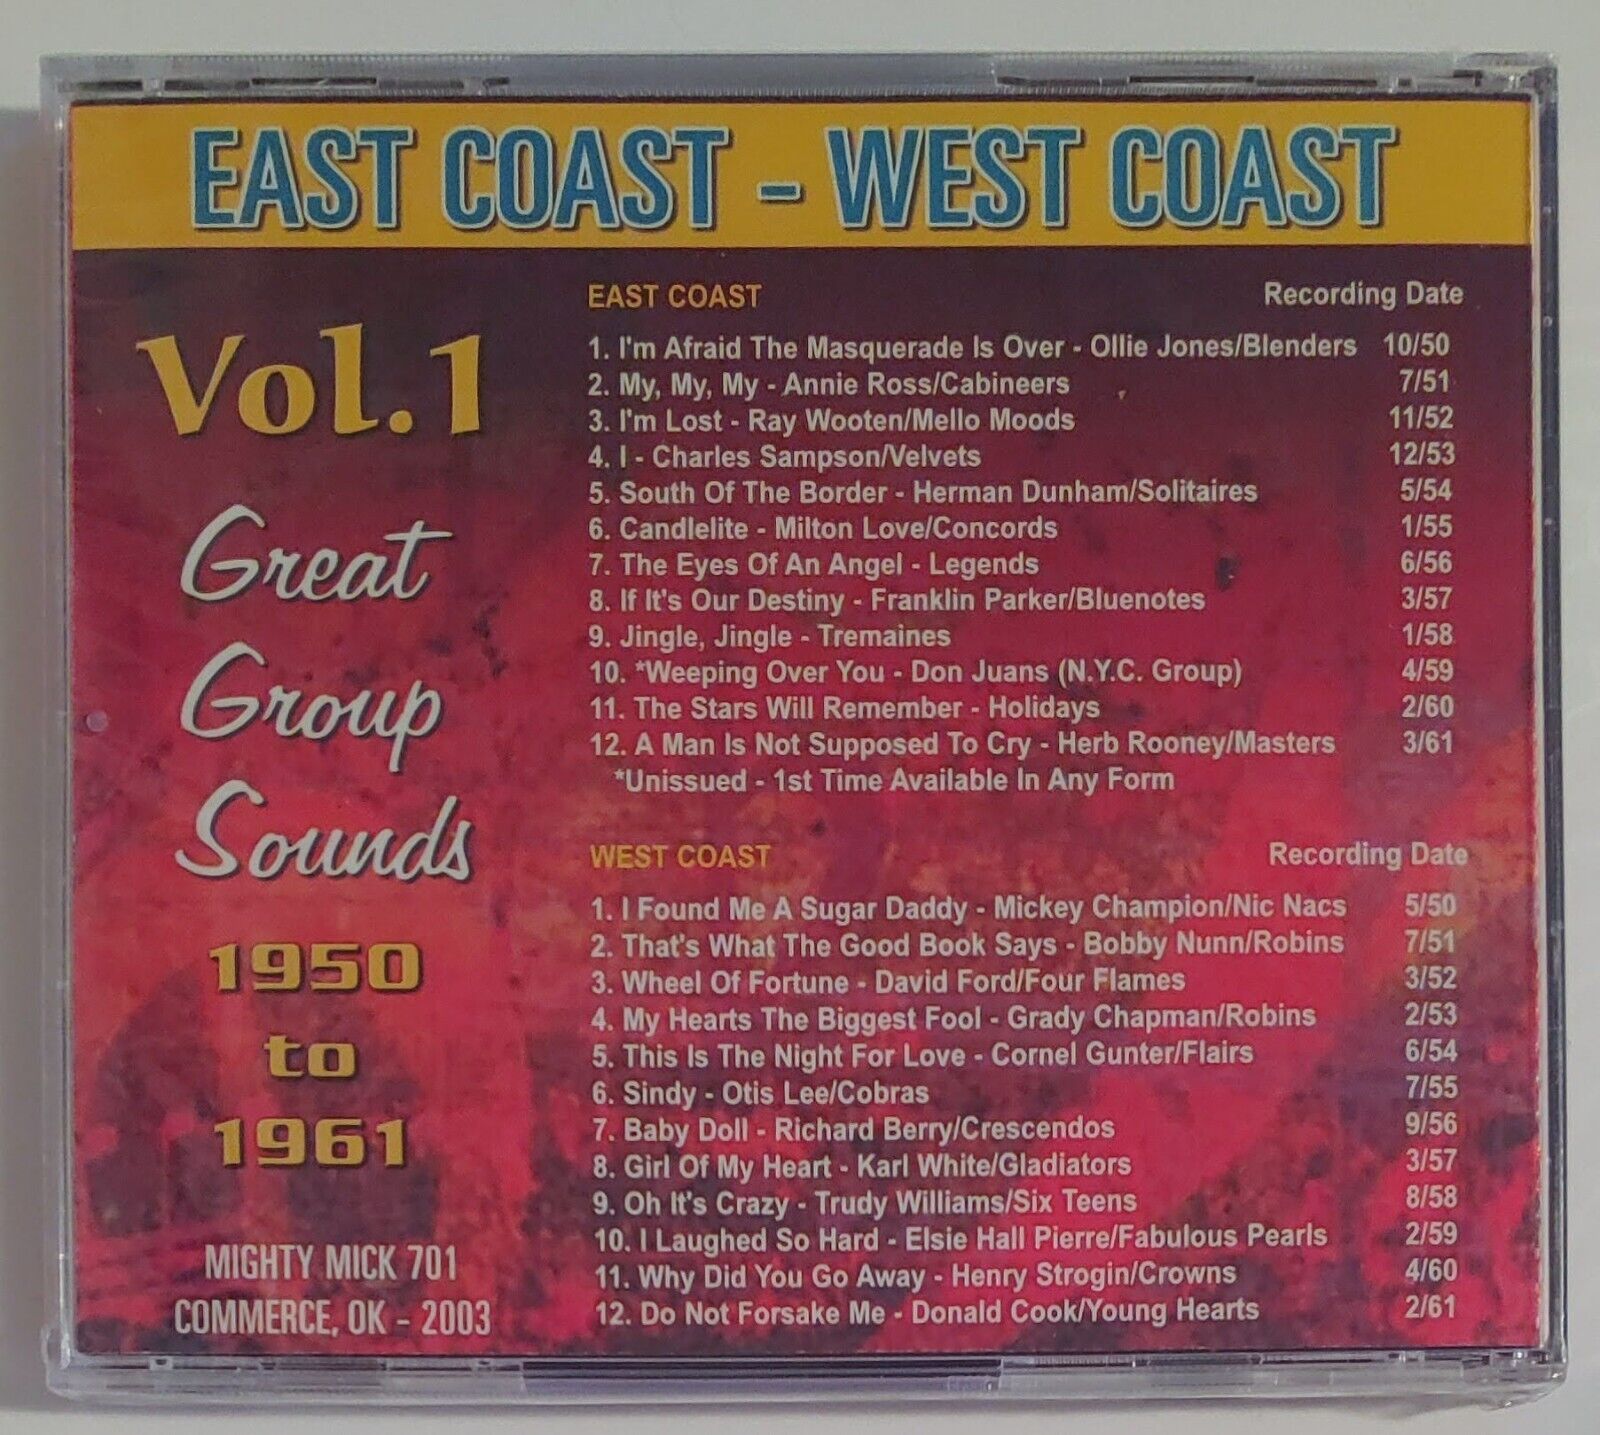 EAST COAST - WEST COAST
Vol.1
Great
Group
Sounds
1950
to
1961
MIGHTY MICK 701
COMMERCE, OK - 2003
EAST COAST Recording Date
1. I'm Afraid The Masquerade Is Over - Ollie Jones/Blenders 10/50
2. My, My, My - Annie Ross/Cabineers 7/51
3. I'm Lost - Ray Wooten/Mello Moods 11/52
4. I - Charles Sampson/Velvets 12/53
5. South Of The Border - Herman Dunham/Solitaires 5/54
6. Candlelite - Milton Love/Concords 1/55
7. The Eyes Of An Angel - Legends 6/56
8. If It's Our Destiny - Franklin Parker/Bluenotes 3/57
9. Jingle, Jingle - Tremaines 1/58
10. *Weeping Over You - Don Juans (N.Y.C. Group) 4/59
11. The Stars Will Remember - Holidays 2/60
12. A Man Is Not Supposed To Cry - Herb Rooney/Masters 3/61
*Unissued - 1st Time Available In Any Form
WEST COAST Recording Date
1. I Found Me A Sugar Daddy - Mickey Champion/Nic Nacs 5/50
2. That's What The Good Book Says - Bobby Nunn/Robins 7/51
3. Wheel Of Fortune - David Ford/Four Flames 3/52
4. My Hearts The Biggest Fool - Grady Chapman/Robins 2/53
5. This Is The Night For Love - Cornel Gunter/Flairs 6/54
6. Sindy - Otis Lee/Cobras 7/55
7. Baby Doll - Richard Berry/Crescendos 9/56
8. Girl Of My Heart - Karl White/Gladiators 3/57
9. Oh It's Crazy - Trudy Williams/Six Teens 8/58
10. I Laughed So Hard - Elsie Hall Pierre/Fabulous Pearls 2/59
11. Why Did You Go Away - Henry Strogin/Crowns 4/60
12. Do Not Forsake Me - Donald Cook/Young Hearts 2/61